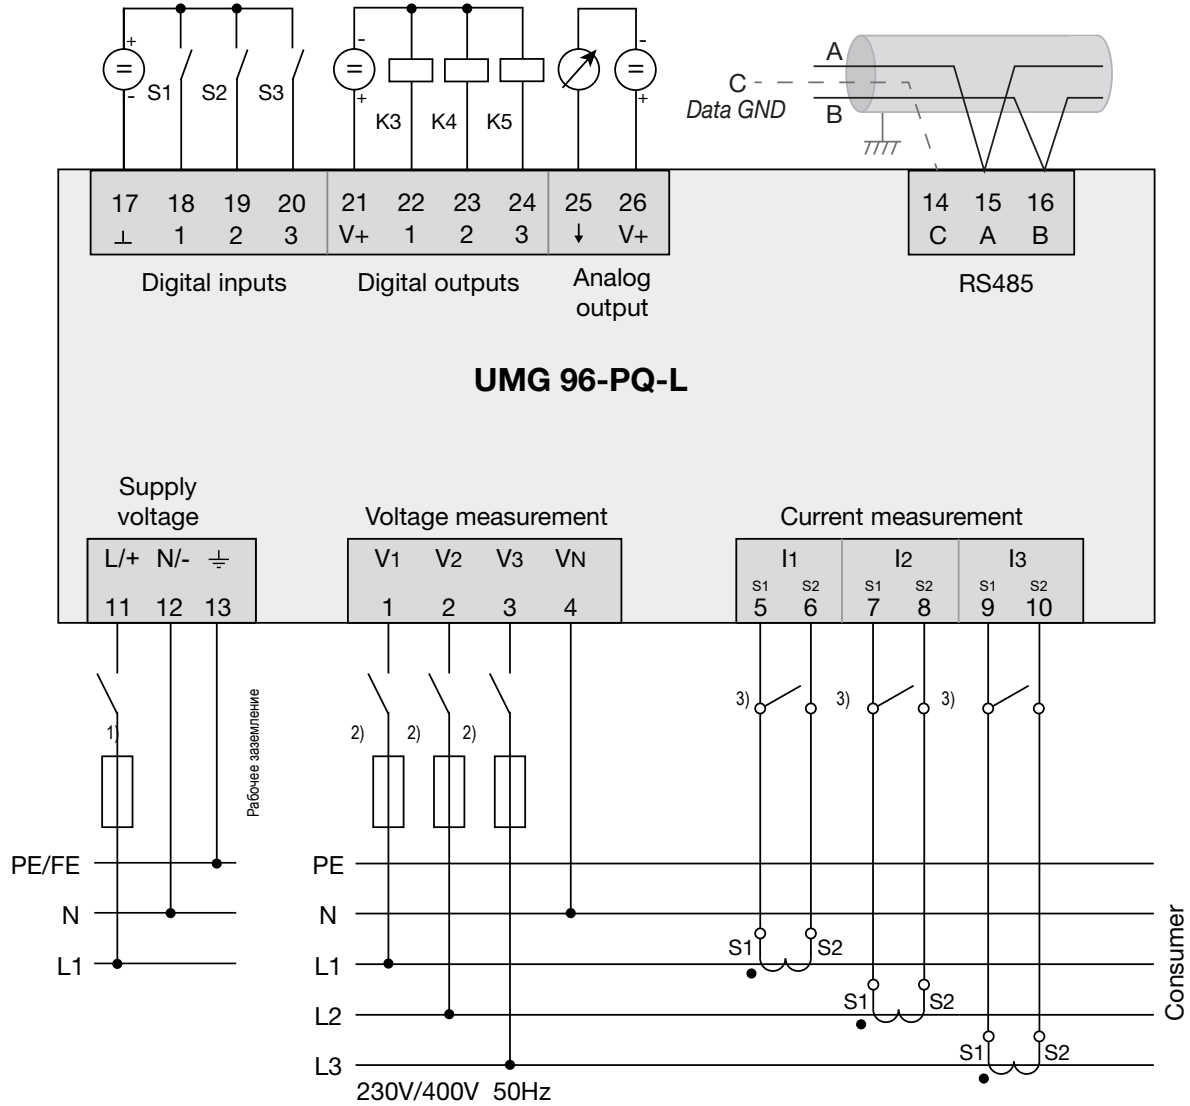 + - + - +
- S1 S2 S3
K3 K4 K5
A
C
Data GND
B
17 18 19 20 21 22 23 24 25 26
⊥ 1 2 3 V+ 1 2 3 ↓ V+
Digital inputs
Digital outputs
Analog
output
14 15 16
C A B
RS485
UMG 96-PQ-L
Supply
voltage
L/+ N/- ⏚
11 12 13
Voltage measurement
V1 V2 V3 VN
1 2 3 4
Current measurement
I1 I2 I3
S1 S2 S1 S2 S1 S2
5 6 7 8 9 10
1)
Рабочее заземление
2) 2) 2)
3) 3) 3)
PE/FE
N
L1
PE
N
L1
L2
L3
230V/400V 50Hz
S1 S2
S1 S2
S1 S2
Consumer